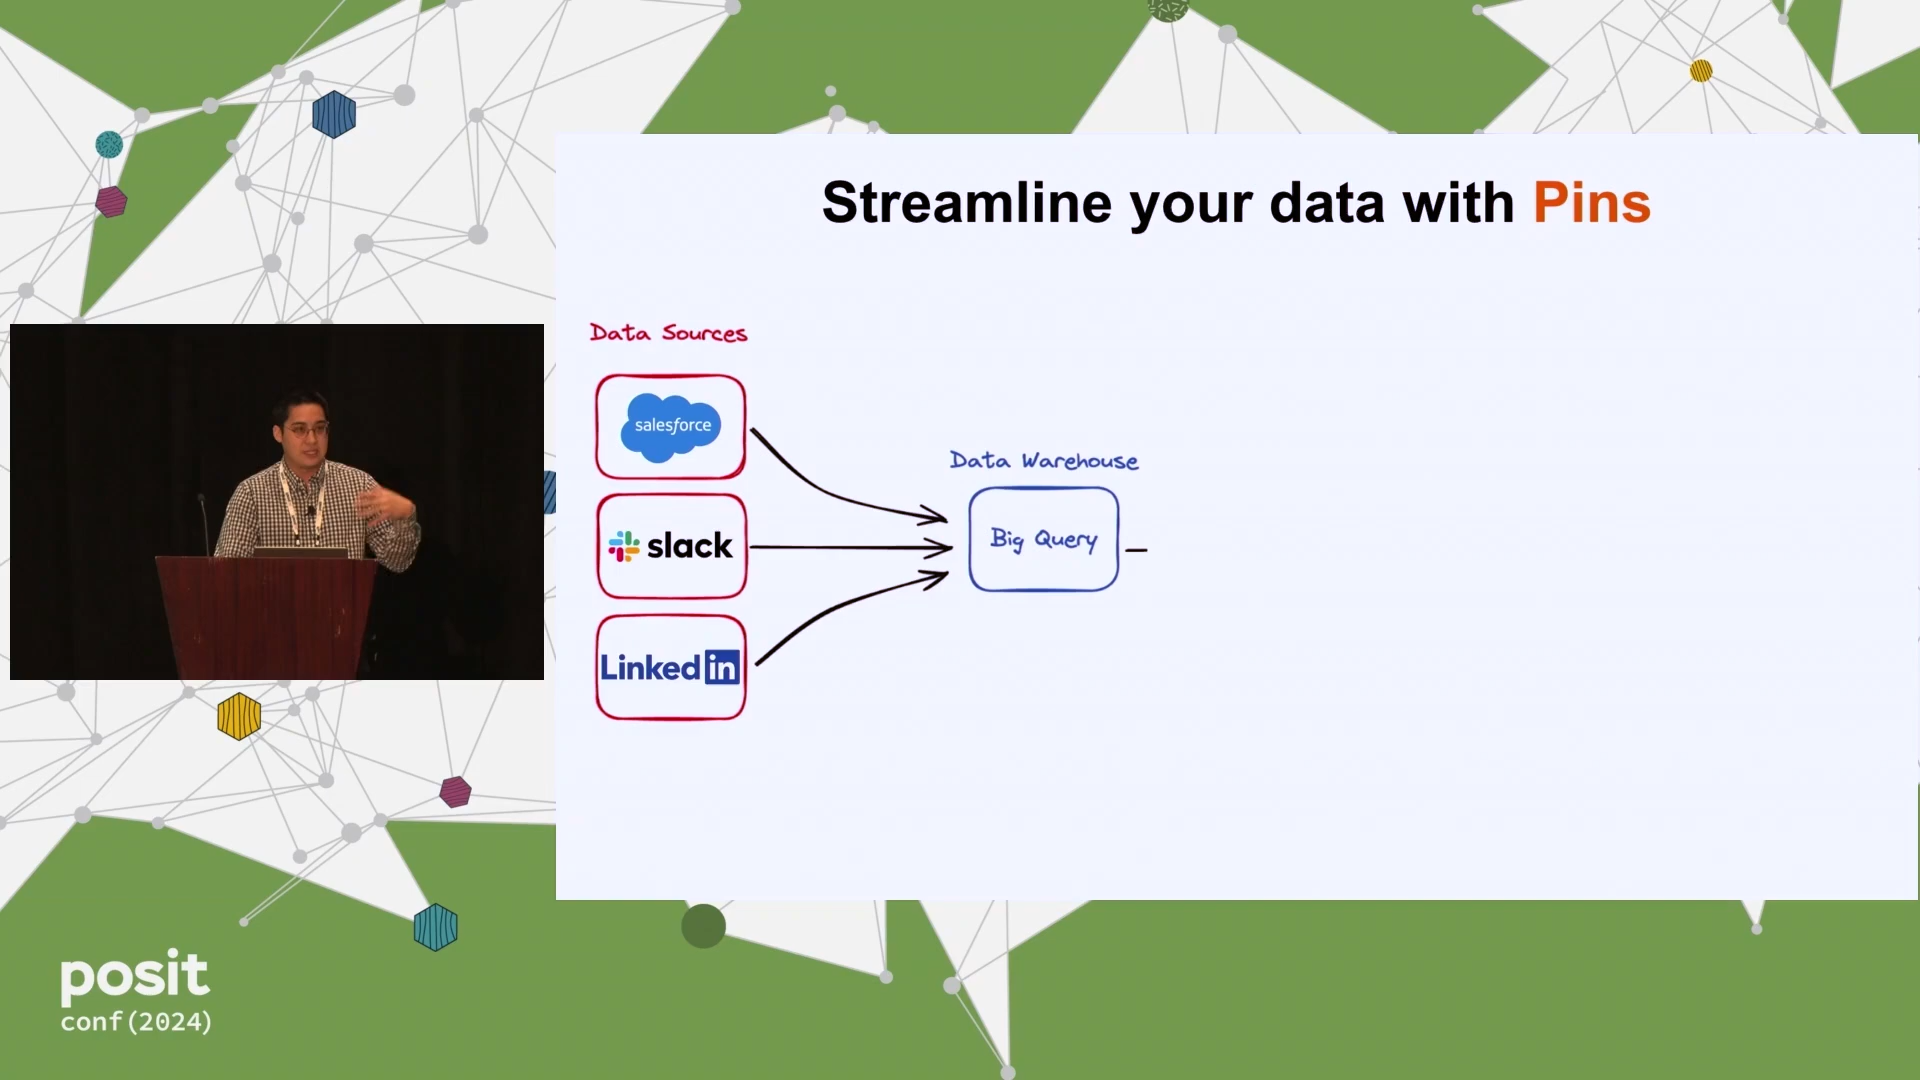 Streamline your data with Pins
Data Sources
salesforce
slack
Linked in
Data Warehouse
Big Query
posit
conf(2024)